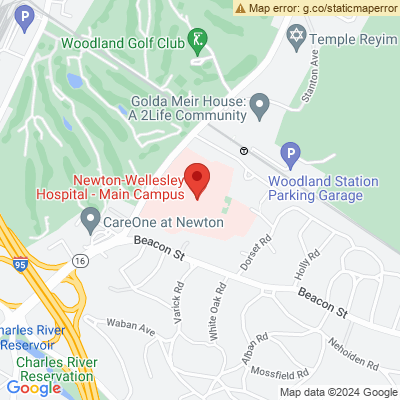 Map error: g.co/staticmaperror
Woodland Golf Club
Temple Reyim
Stanton Ave
Golda Meir House:
A 2Life Community
P
P
Woodland Station
Parking Garage
Newton-Wellesley
Hospital - Main Campus
CareOne at Newton
Beacon St
16
95
Dorset Rd
Holly Rd
Beacon St
Varick Rd
White Oak Rd
Waban Ave
Charles River
Reservoir
Charles River
Reservation
Alban Rd
Mossfield Rd
Neholden Rd
Google
Map data ©2024 Google